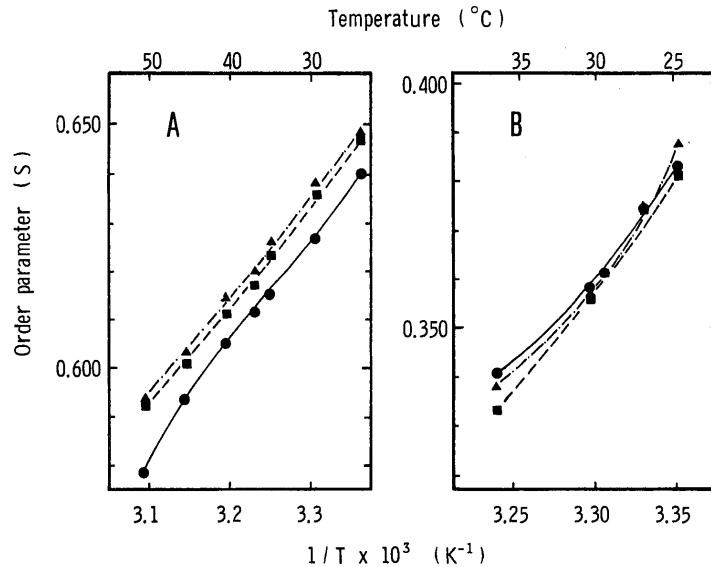 Temperature (°C)
50 40 30
35 30 25
A
B
0.650
0.600
0.400
0.350
Order parameter (S)
3.1 3.2 3.3
3.25 3.30 3.35
1/T x 10³ (K⁻¹)